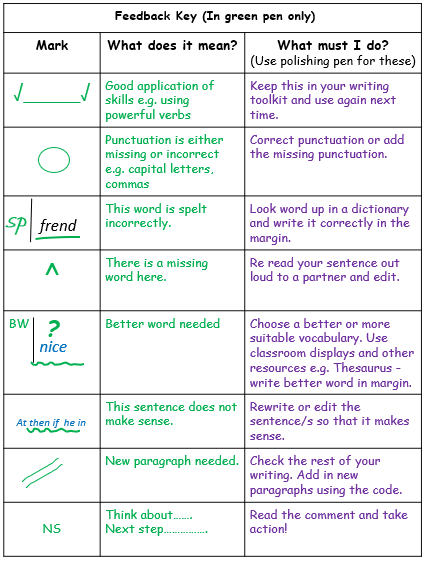 Feedback Key (In green pen only)
Mark
What does it mean?
What must I do?
(Use polishing pen for these)
√_________√
Good application of
skills e.g. using
powerful verbs
Keep this in your writing
toolkit and use again next
time.
Punctuation is either
missing or incorrect
e.g. capital letters,
commas
Correct punctuation or add
the missing punctuation.
SP frend
This word is spelt
incorrectly.
Look word up in a dictionary
and write it correctly in the
margin.
^
There is a missing
word here.
Re read your sentence out
loud to a partner and edit.
BW ?
nice
Better word needed
Choose a better or more
suitable vocabulary. Use
classroom displays and other
resources e.g. Thesaurus –
write better word in margin.
At then if he in
This sentence does not
make sense.
Rewrite or edit the
sentence/s so that it makes
sense.
//
New paragraph needed.
Check the rest of your
writing. Add in new
paragraphs using the code.
NS
Think about…….
Next step…………….
Read the comment and take
action!